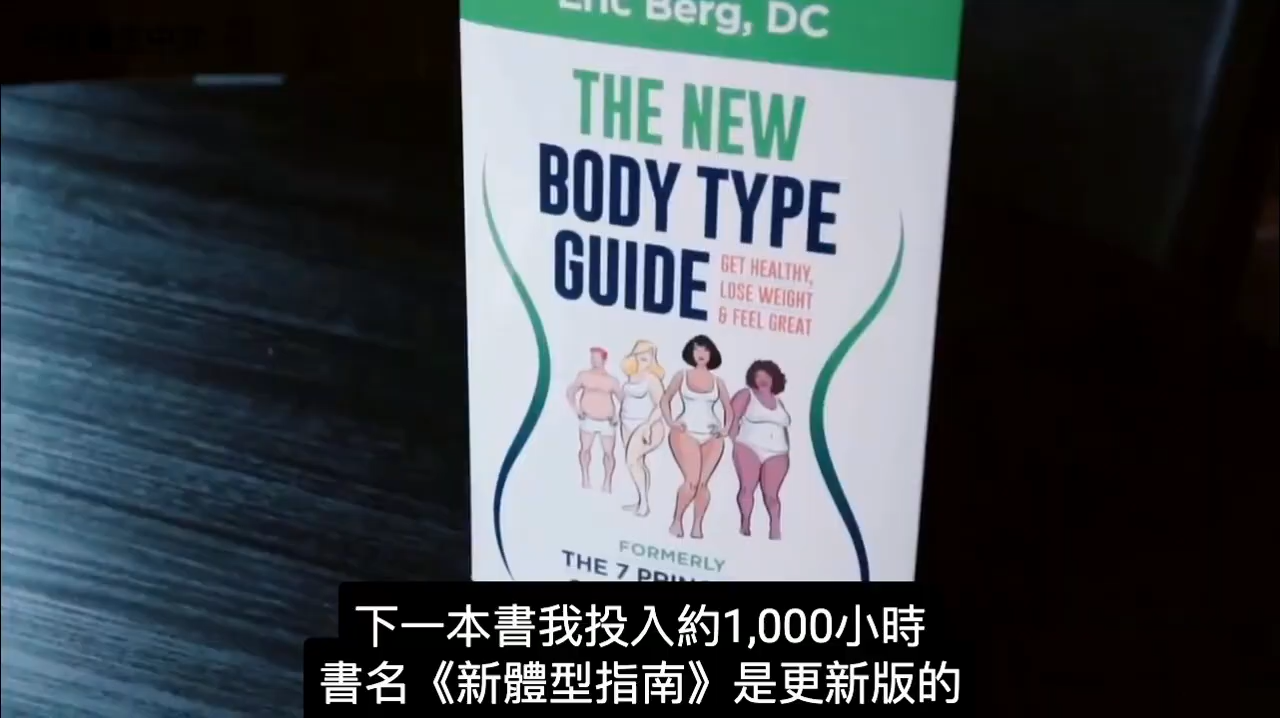 Eric Berg, DC
THE NEW
BODY TYPE
GUIDE
GET HEALTHY,
LOSE WEIGHT
& FEEL GREAT
FORMERLY
THE 7
下一本書我投入約1,000小時
書名《新體型指南》是更新版的